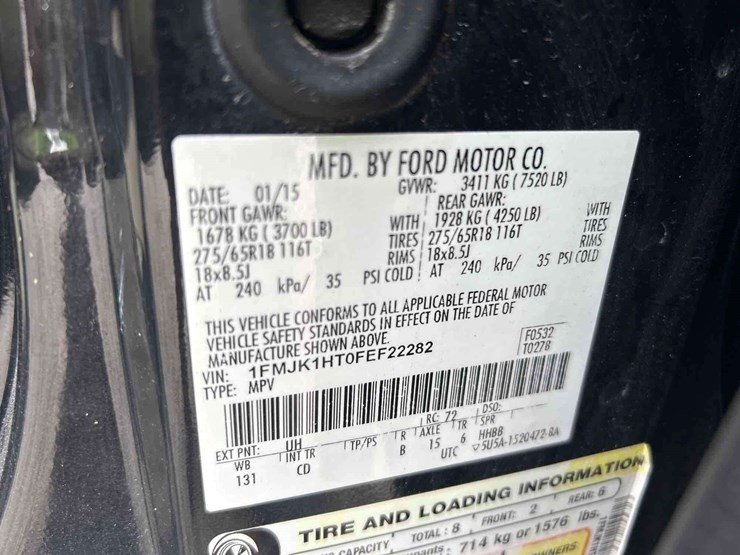 MFD. BY FORD MOTOR CO.
DATE: 01/15 GVWR: 3411 KG ( 7520 LB)
FRONT GAWR: REAR GAWR:
1678 KG ( 3700 LB) WITH 1928 KG ( 4250 LB) WITH
275/65R18 116T TIRES 275/65R18 116T TIRES
18x8.5J RIMS 18x8.5J RIMS
AT 240 kPa/ 35 PSI COLD AT 240 kPa/ 35 PSI COLD
THIS VEHICLE CONFORMS TO ALL APPLICABLE FEDERAL MOTOR
VEHICLE SAFETY STANDARDS IN EFFECT ON THE DATE OF
MANUFACTURE SHOWN ABOVE.
VIN: 1FMJK1HT0FEF22282 F0532
TYPE: MPV T0278
EXT PNT: UH RC: 72 DSO:
WB INT TR TP/PS R AXLE TR SPR
131 CD B 15 6 HHBB
UTC 5U5A-1520472-BA
TIRE AND LOADING INFORMATION
CAPACITY TOTAL: 8 FRONT: 2 REAR: 6
714 kg or 1576 lbs.
OWNERS